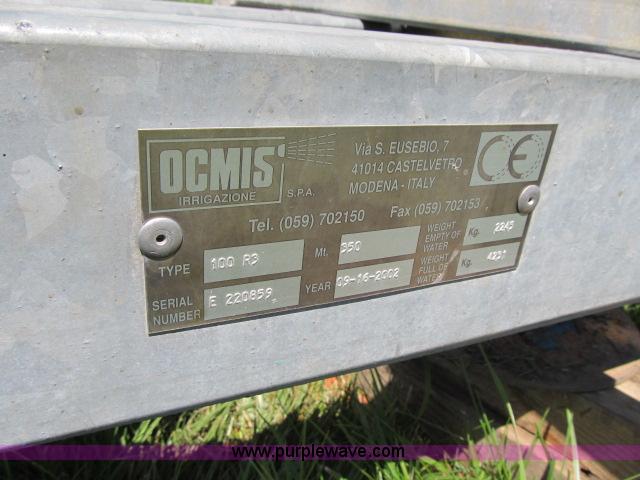 OCMIS
IRRIGAZIONE
S.P.A.
Via S. EUSEBIO, 7
41014 CASTELVETRO
MODENA - ITALY
CE
Tel. (059) 702150 Fax (059) 702153
TYPE 100 R3 Mt. 350
WEIGHT EMPTY OF WATER Kg. 2245
SERIAL NUMBER E 220859 YEAR 09-16-2002
WEIGHT FULL OF WATER Kg. 4237
www.purplewave.com